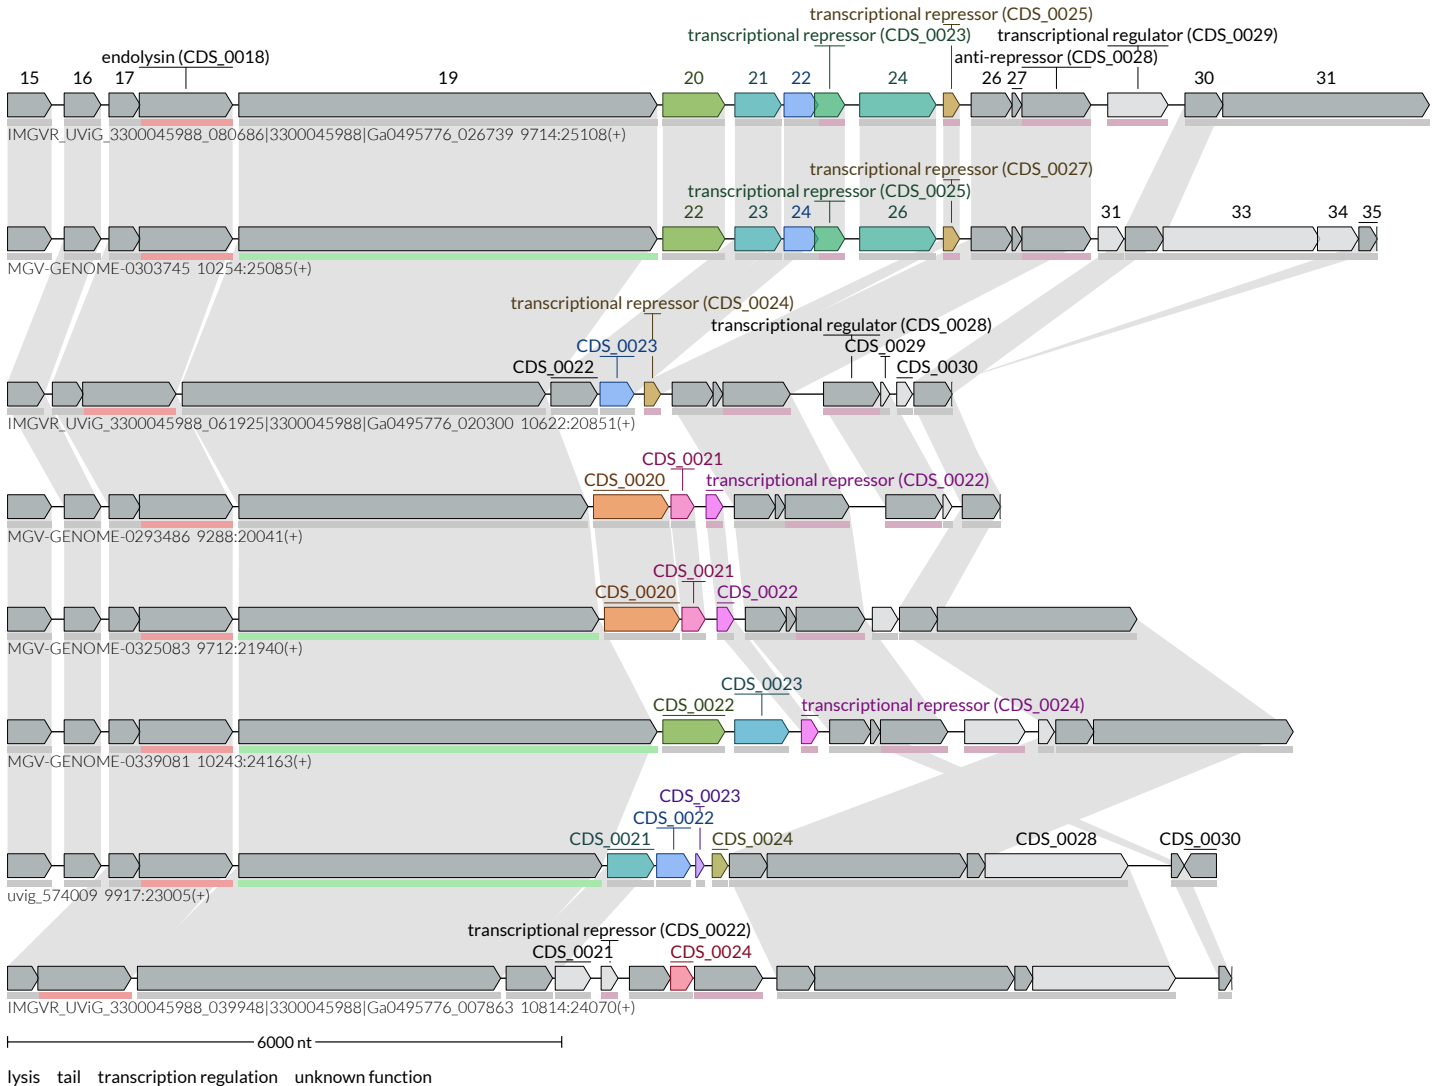 transcriptional repressor (CDS_0025)
transcriptional repressor (CDS_0023) transcriptional regulator (CDS_0029)
endolysin (CDS_0018) anti-repressor (CDS_0028)
15 16 17 19 20 21 22 24 26 27 30 31
IMGVR_UViG_3300045988_080686|3300045988|Ga0495776_026739 9714:25108(+)
transcriptional repressor (CDS_0027)
transcriptional repressor (CDS_0025)
22 23 24 26 31 33 34 35
MGV-GENOME-0303745 10254:25085(+)
transcriptional repressor (CDS_0024)
transcriptional regulator (CDS_0028)
CDS_0023 CDS_0029
CDS_0022 CDS_0030
IMGVR_UViG_3300045988_061925|3300045988|Ga0495776_020300 10622:20851(+)
CDS_0021
CDS_0020 transcriptional repressor (CDS_0022)
MGV-GENOME-0293486 9288:20041(+)
CDS_0021
CDS_0020 CDS_0022
MGV-GENOME-0325083 9712:21940(+)
CDS_0023
CDS_0022 transcriptional repressor (CDS_0024)
MGV-GENOME-0339081 10243:24163(+)
CDS_0023
CDS_0022
CDS_0021 CDS_0024 CDS_0028 CDS_0030
uvig_574009 9917:23005(+)
transcriptional repressor (CDS_0022)
CDS_0021 CDS_0024
IMGVR_UViG_3300045988_039948|3300045988|Ga0495776_007863 10814:24070(+)
6000 nt
lysis tail transcription regulation unknown function